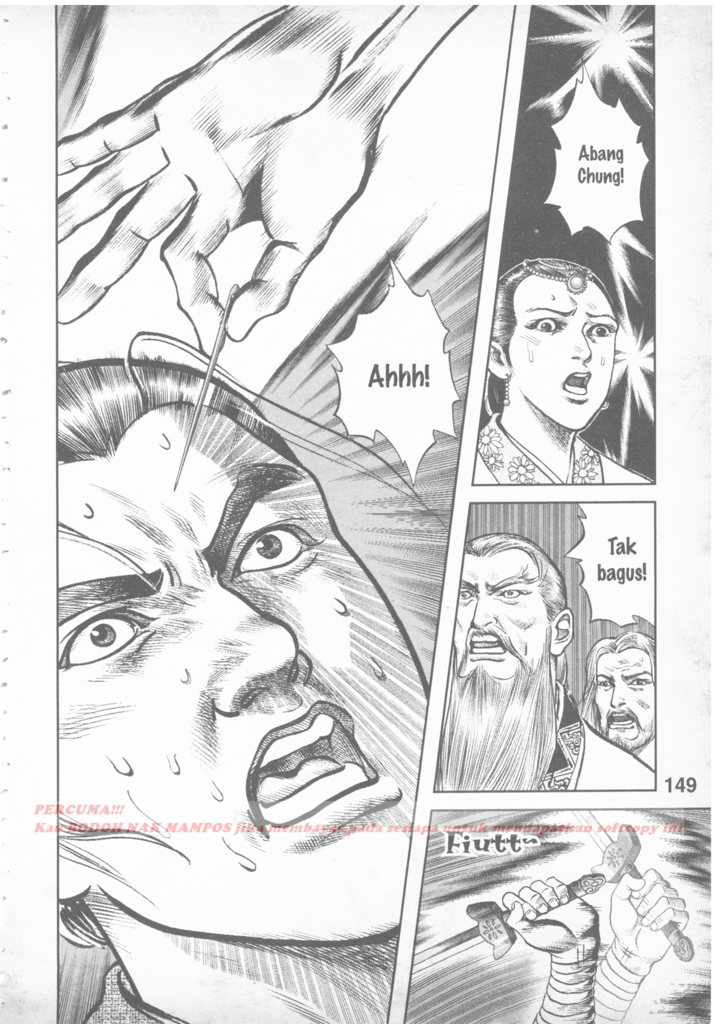 Abang
Chung!
Ahhh!
Tak
bagus!
149
PERCUMA!!!
Kau BODOH NAK MAMPOS jika membayar pada sesiapa untuk mendapatkan softcopy ini
Fiuttt